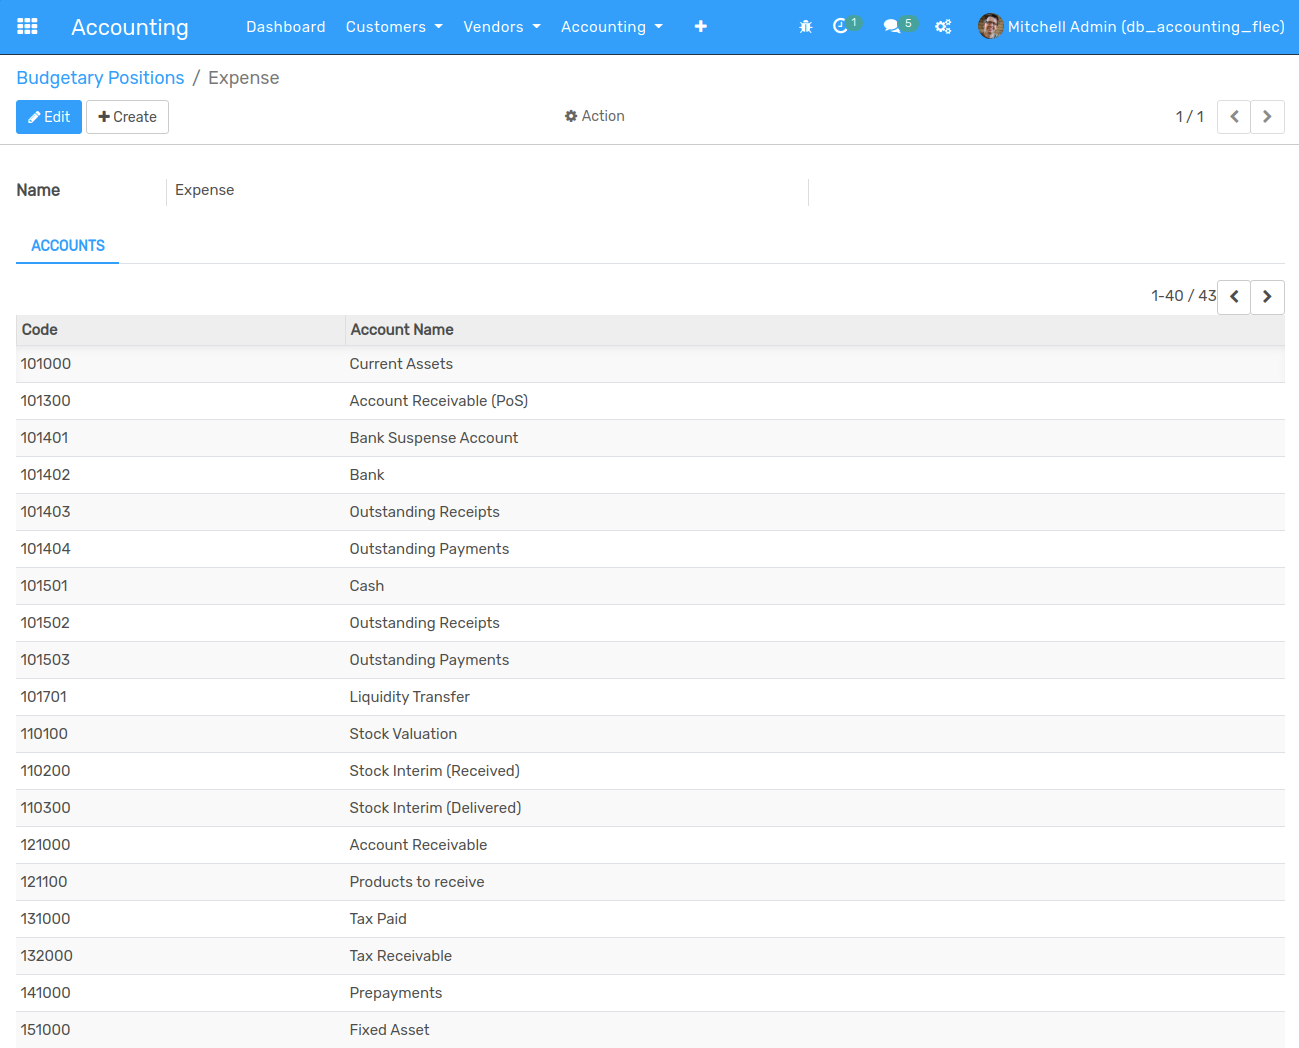 Accounting Dashboard Customers Vendors Accounting 1 5 Mitchell Admin (db_accounting_flec)
Budgetary Positions / Expense
Edit Create Action 1 / 1
Name Expense
ACCOUNTS
1-40 / 43
Code Account Name
101000 Current Assets
101300 Account Receivable (PoS)
101401 Bank Suspense Account
101402 Bank
101403 Outstanding Receipts
101404 Outstanding Payments
101501 Cash
101502 Outstanding Receipts
101503 Outstanding Payments
101701 Liquidity Transfer
110100 Stock Valuation
110200 Stock Interim (Received)
110300 Stock Interim (Delivered)
121000 Account Receivable
121100 Products to receive
131000 Tax Paid
132000 Tax Receivable
141000 Prepayments
151000 Fixed Asset